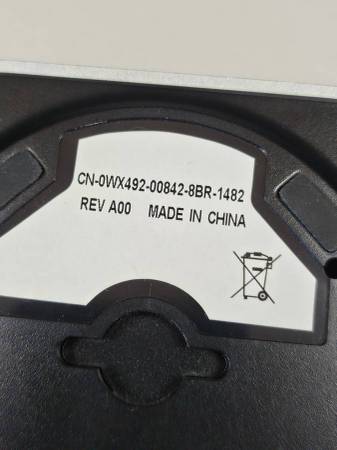 CN-0WX492-00842-8BR-1482
REV A00 MADE IN CHINA